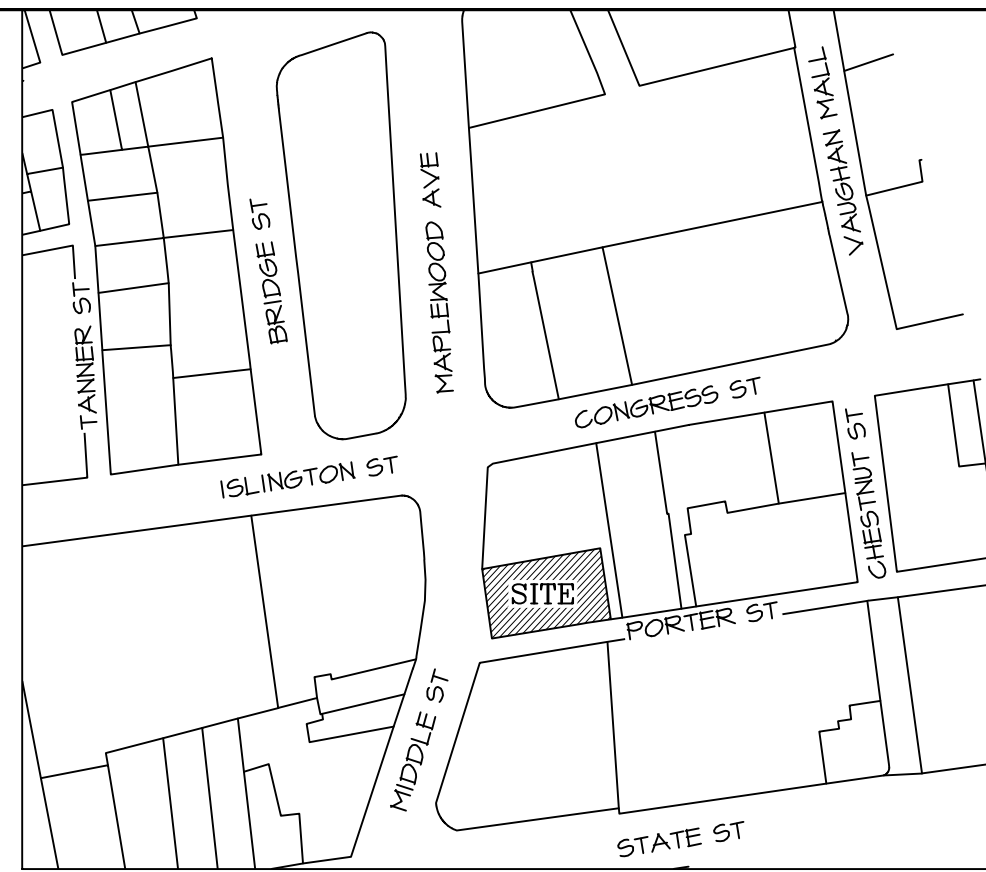 VAUGHAN MALL
MAPLEWOOD AVE
BRIDGE ST
TANNER ST
CONGRESS ST
ISLINGTON ST
CHESTNUT ST
SITE
PORTER ST
MIDDLE ST
STATE ST